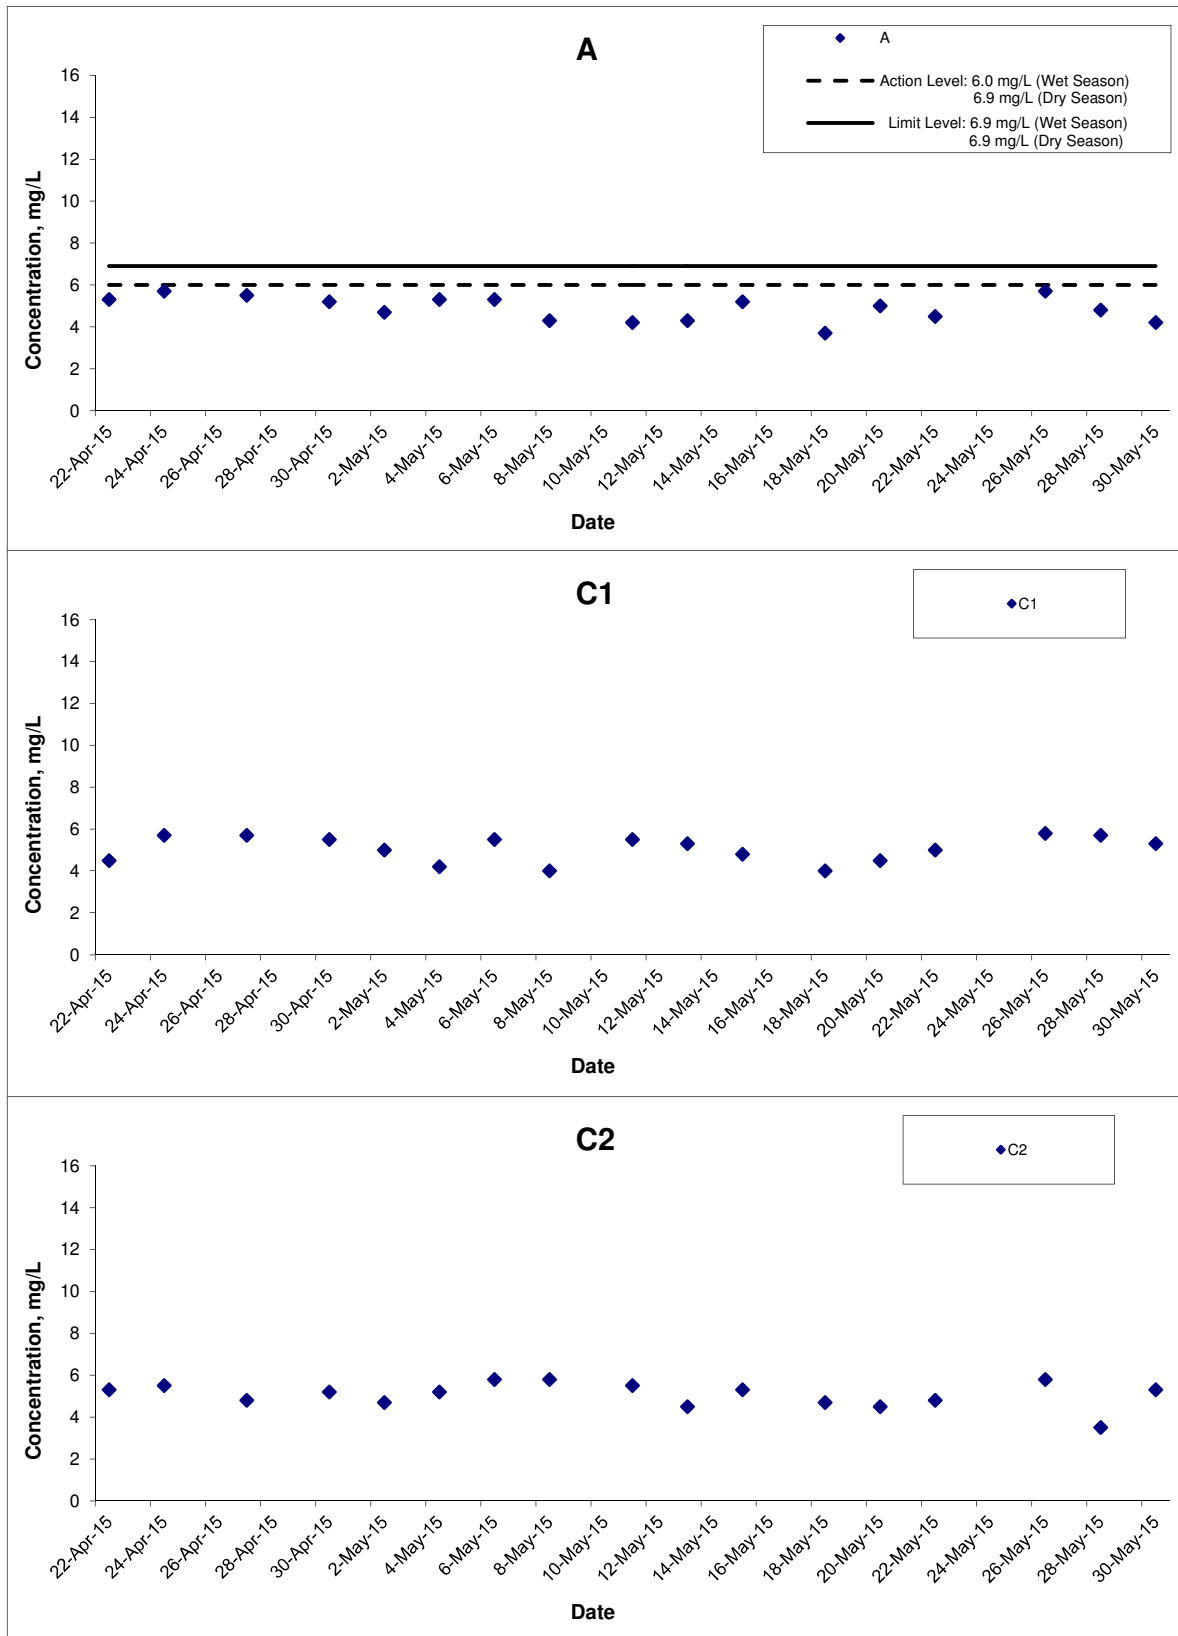 A
A
Action Level: 6.0 mg/L (Wet Season)
6.9 mg/L (Dry Season)
Limit Level: 6.9 mg/L (Wet Season)
6.9 mg/L (Dry Season)
Concentration, mg/L
16
14
12
10
8
6
4
2
0
22-Apr-15
24-Apr-15
26-Apr-15
28-Apr-15
30-Apr-15
2-May-15
4-May-15
6-May-15
8-May-15
10-May-15
12-May-15
14-May-15
16-May-15
18-May-15
20-May-15
22-May-15
24-May-15
26-May-15
28-May-15
30-May-15
Date
C1
C1
Concentration, mg/L
16
14
12
10
8
6
4
2
0
22-Apr-15
24-Apr-15
26-Apr-15
28-Apr-15
30-Apr-15
2-May-15
4-May-15
6-May-15
8-May-15
10-May-15
12-May-15
14-May-15
16-May-15
18-May-15
20-May-15
22-May-15
24-May-15
26-May-15
28-May-15
30-May-15
Date
C2
C2
Concentration, mg/L
16
14
12
10
8
6
4
2
0
22-Apr-15
24-Apr-15
26-Apr-15
28-Apr-15
30-Apr-15
2-May-15
4-May-15
6-May-15
8-May-15
10-May-15
12-May-15
14-May-15
16-May-15
18-May-15
20-May-15
22-May-15
24-May-15
26-May-15
28-May-15
30-May-15
Date